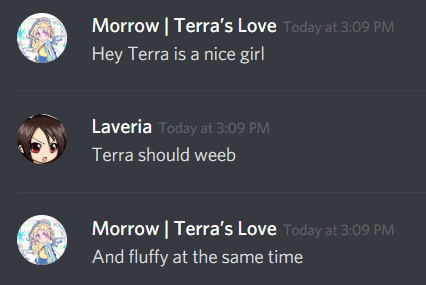 Morrow | Terra’s Love Today at 3:09 PM
Hey Terra is a nice girl
Laveria Today at 3:09 PM
Terra should weeb
Morrow | Terra’s Love Today at 3:09 PM
And fluffy at the same time